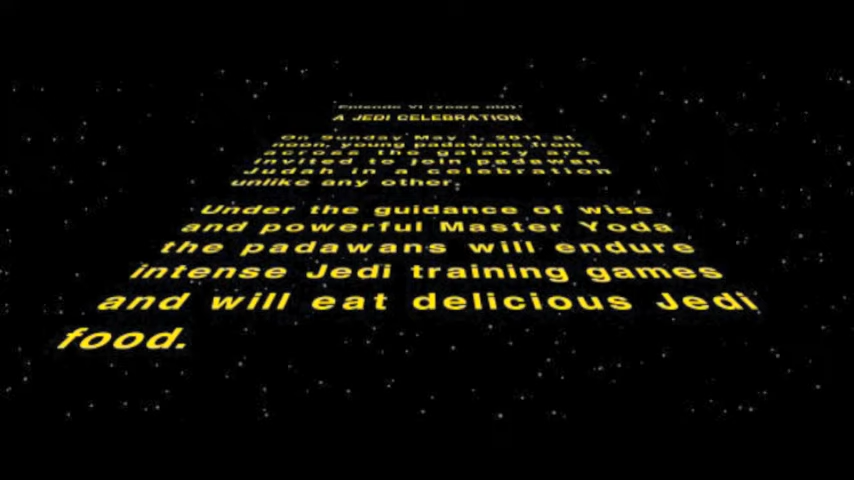 Episode VI (years old)
A JEDI CELEBRATION
On Sunday May 1, 2011 at
noon, young padawans from
across the galaxy are
invited to join padawan
Judah in a celebration
unlike any other.
Under the guidance of wise
and powerful Master Yoda
the padawans will endure
intense Jedi training games
and will eat delicious Jedi
food.